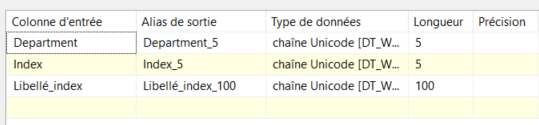 Colonne d'entrée Alias de sortie Type de données Longueur Précision
Department Department_5 chaîne Unicode [DT_W... 5
Index Index_5 chaîne Unicode [DT_W... 5
Libellé_index Libellé_index_100 chaîne Unicode [DT_W... 100